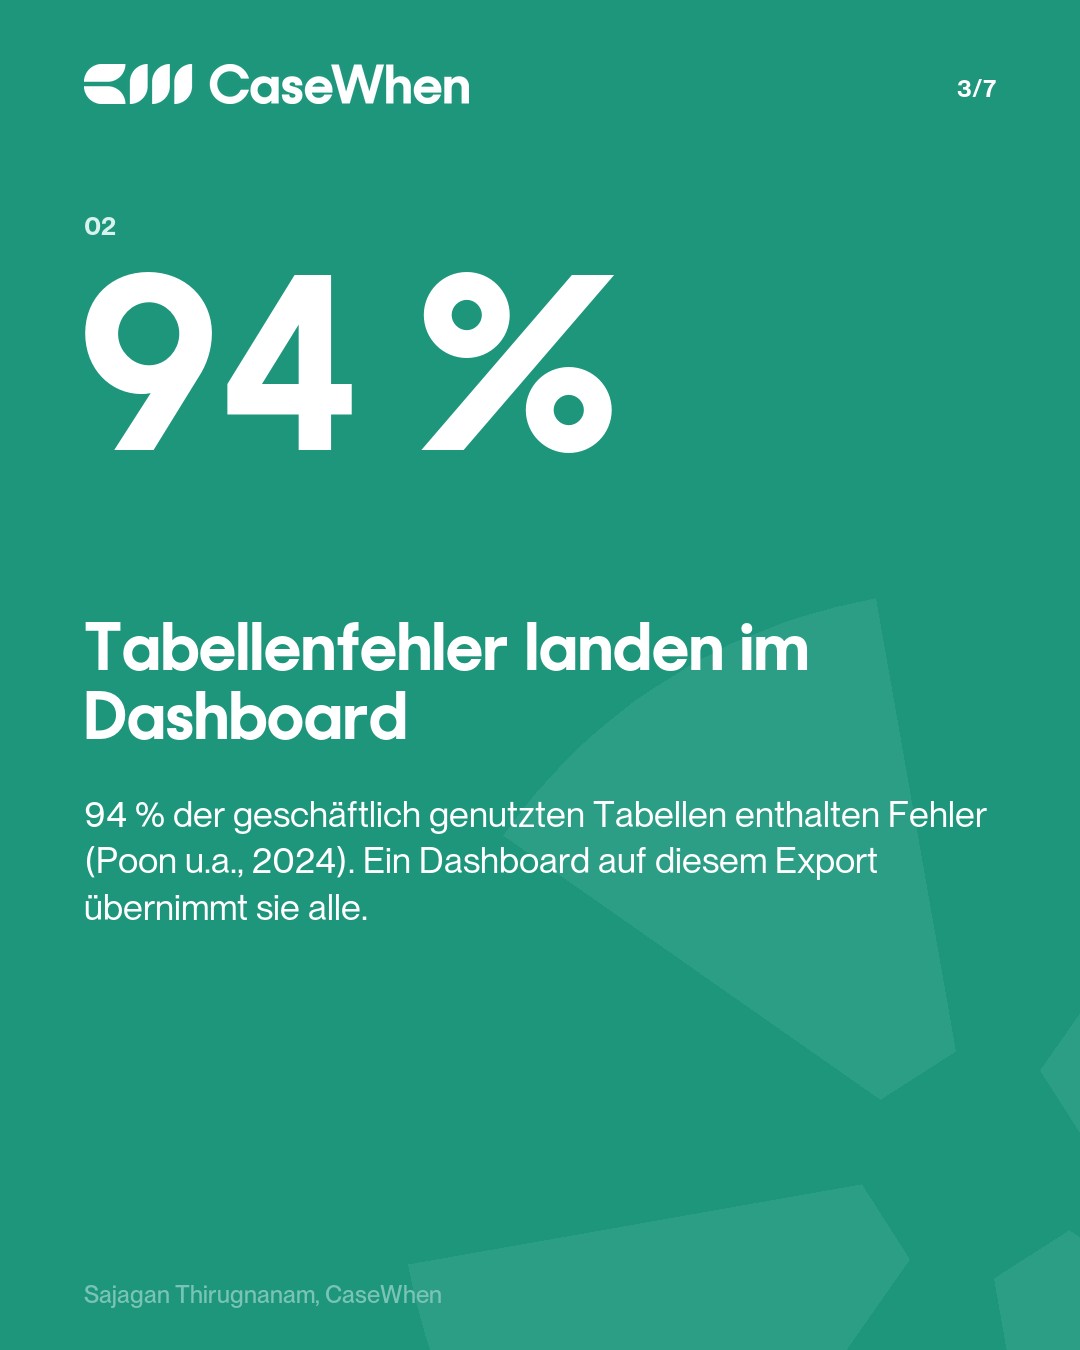 CaseWhen
3/7
02
94 %
Tabellenfehler landen im
Dashboard
94 % der geschäftlich genutzten Tabellen enthalten Fehler
(Poon u.a., 2024). Ein Dashboard auf diesem Export
übernimmt sie alle.
Sajagan Thirugnanam, CaseWhen